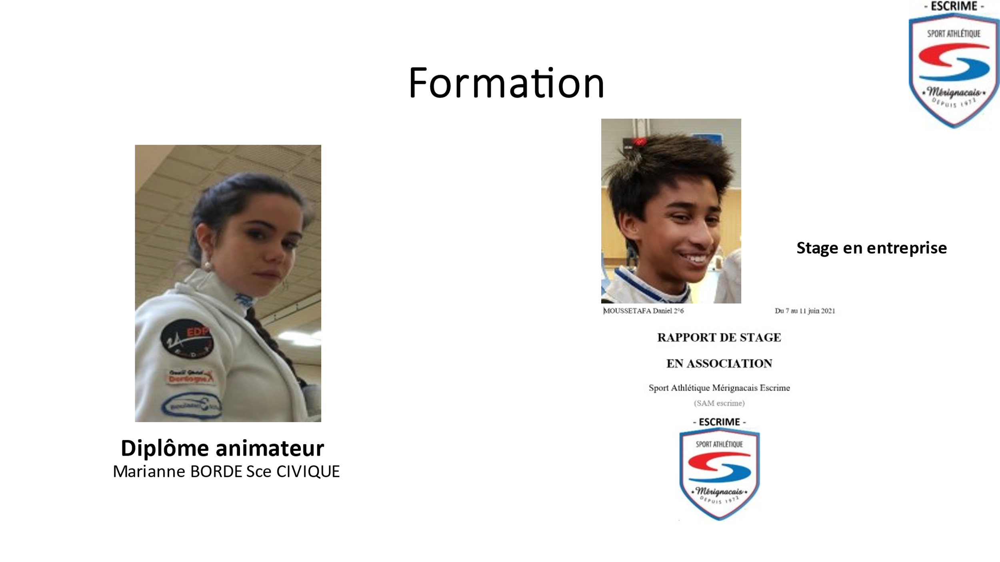 - ESCRIME -
SPORT ATHLÉTIQUE
Mérignacais
DEPUIS 1972
Formation
EDP
Dordogne
Diplôme animateur
Marianne BORDE Sce CIVIQUE
Stage en entreprise
MOUSSETAFA Daniel 2°6
Du 7 au 11 juin 2021
RAPPORT DE STAGE
EN ASSOCIATION
Sport Athlétique Mérignacais Escrime
(SAM escrime)
- ESCRIME -
SPORT ATHLÉTIQUE
Mérignacais
DEPUIS 1972